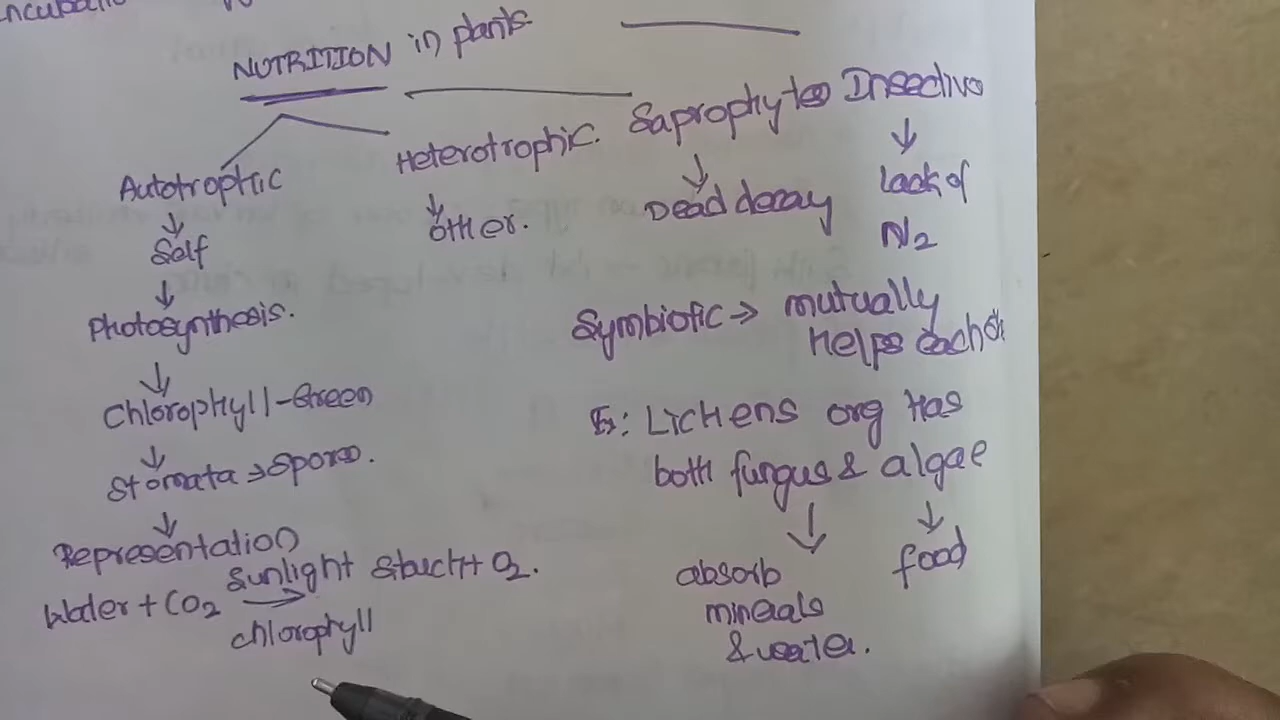 NUTRITION in plants.
Autotrophic
↓
Self
↓
Photosynthesis.
↓
Chlorophyll-Green
↓
Stomata → Spores.
↓
Representation
Water + CO2 sunlight → chlorophyll Starch + O2.
Heterotrophic.
↓
other.
Saprophytes
↓
Dead decay
Insective
↓
Lack of
N2
Symbiotic → mutually
Helps each
Ex: Lichens org has
both fungus & algae
↓ ↓
absorb food
minerals
& water.